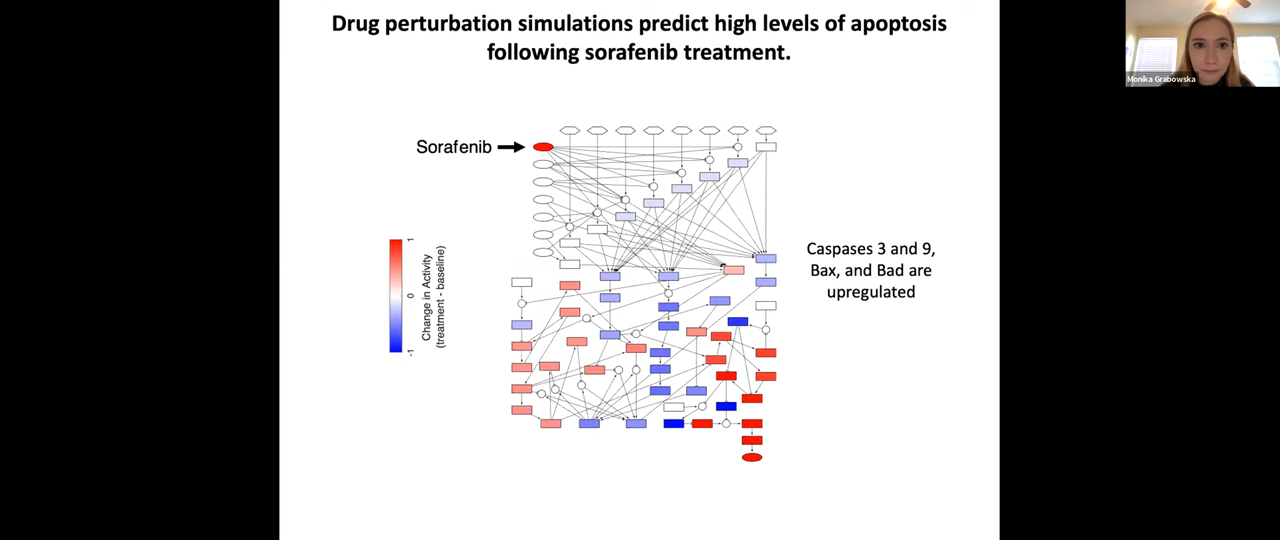 Drug perturbation simulations predict high levels of apoptosis
following sorafenib treatment.
Monika Grabowska
Sorafenib
1
0
-1
Change in Activity
(treatment - baseline)
Caspases 3 and 9,
Bax, and Bad are
upregulated